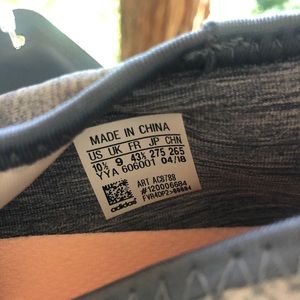 MADE IN CHINA
US UK FR JP CHN
10½ 9 43⅓ 275 265
YYA 606001 04/18
ART AC8788
#120006684
adidas